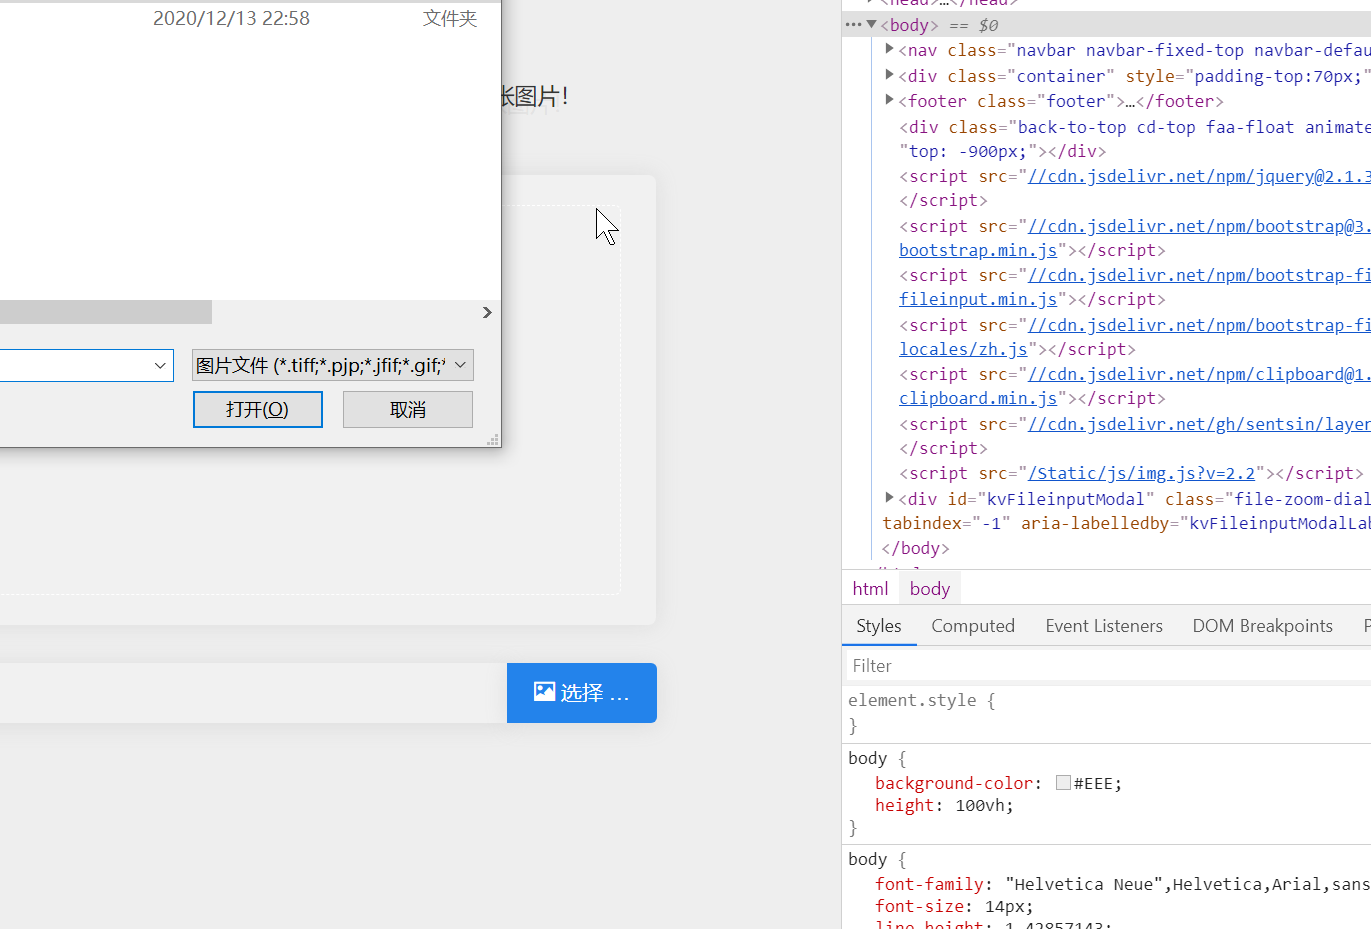 2020/12/13 22:58 文件夹
张图片!
图片文件 (*.tiff;*.pjp;*.jfif;*.gif;*
打开(O)
取消
选择 ...
<head>…</head>
<body> == $0
<nav class="navbar navbar-fixed-top navbar-defau
<div class="container" style="padding-top:70px;"
<footer class="footer">…</footer>
<div class="back-to-top cd-top faa-float animate
"top: -900px;"></div>
<script src="//cdn.jsdelivr.net/npm/jquery@2.1.3
</script>
<script src="//cdn.jsdelivr.net/npm/bootstrap@3.
bootstrap.min.js"></script>
<script src="//cdn.jsdelivr.net/npm/bootstrap-fi
fileinput.min.js"></script>
<script src="//cdn.jsdelivr.net/npm/bootstrap-fi
locales/zh.js"></script>
<script src="//cdn.jsdelivr.net/npm/clipboard@1.
clipboard.min.js"></script>
<script src="//cdn.jsdelivr.net/gh/sentsin/layer
</script>
<script src="/Static/js/img.js?v=2.2"></script>
<div id="kvFileinputModal" class="file-zoom-dial
tabindex="-1" aria-labelledby="kvFileinputModalLab
</body>
html body
Styles Computed Event Listeners DOM Breakpoints
Filter
element.style {
}
body {
background-color: #EEE;
height: 100vh;
}
body {
font-family: "Helvetica Neue",Helvetica,Arial,sans
font-size: 14px;
line-height: 1.42857143;